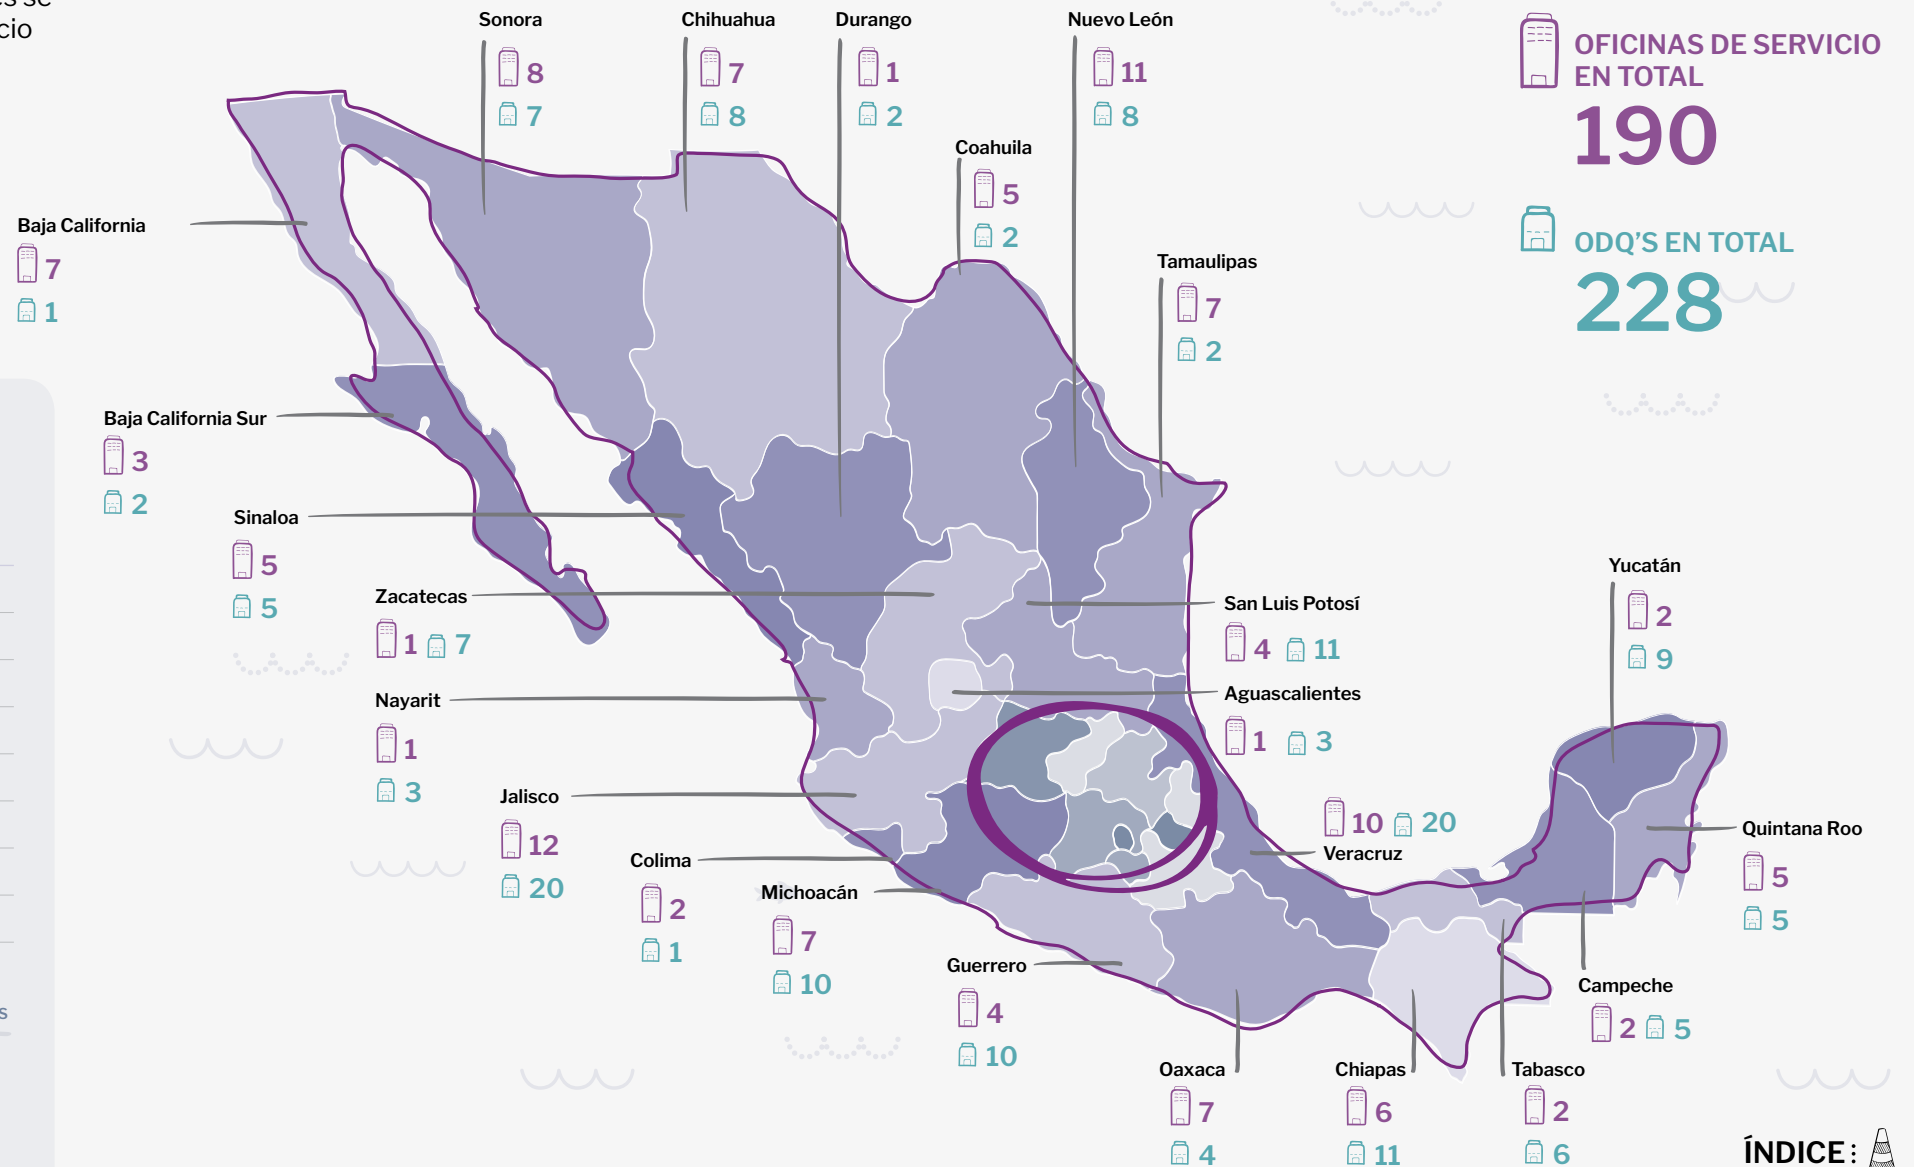 es se
cio
Sonora
8
7
Chihuahua
7
8
Durango
1
2
Nuevo León
11
8
Coahuila
5
2
Tamaulipas
7
2
OFICINAS DE SERVICIO
EN TOTAL
190
ODQ'S EN TOTAL
228
Baja California
7
1
Baja California Sur
3
2
Sinaloa
5
5
Zacatecas
1 7
Nayarit
1
3
Jalisco
12
20
Colima
2
1
Michoacán
7
10
Guerrero
4
10
San Luis Potosí
4 11
Aguascalientes
1 3
10 20
Veracruz
Yucatán
2
9
Quintana Roo
5
5
Campeche
2 5
Oaxaca
7
4
Chiapas
6
11
Tabasco
2
6
s
ÍNDICE: